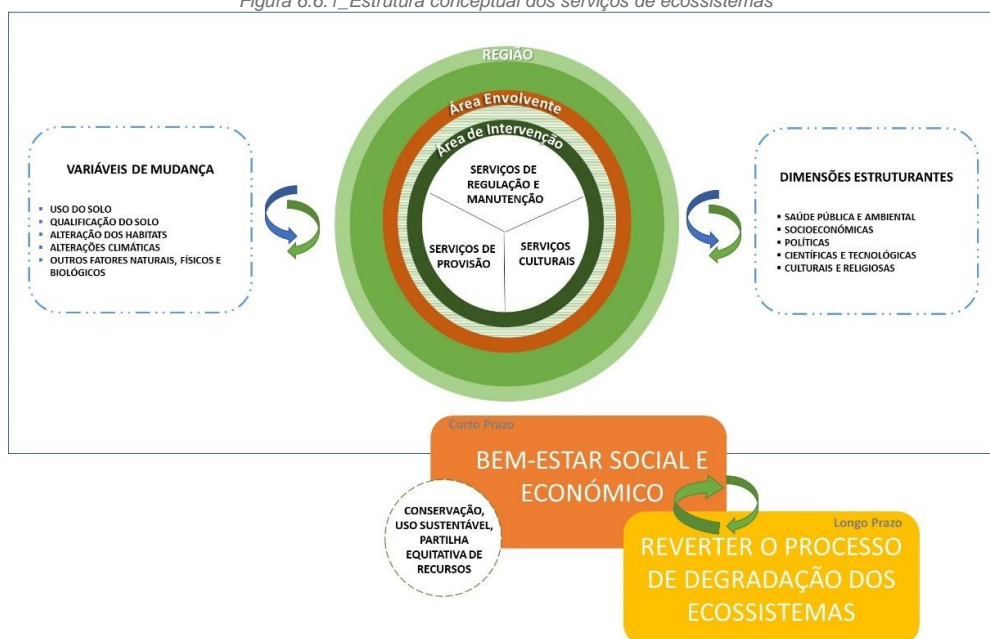 Figura 6.6.1_Estrutura conceptual dos serviços de ecossistemas
REGIÃO
Área Envolvente
Área de Intervenção
SERVIÇOS DE
REGULAÇÃO E
MANUTENÇÃO
SERVIÇOS DE
PROVISÃO
SERVIÇOS
CULTURAIS
VARIÁVEIS DE MUDANÇA
▪ USO DO SOLO
▪ QUALIFICAÇÃO DO SOLO
▪ ALTERAÇÃO DOS HABITATS
▪ ALTERAÇÕES CLIMÁTICAS
▪ OUTROS FATORES NATURAIS, FÍSICOS E
BIOLÓGICOS
DIMENSÕES ESTRUTURANTES
▪ SAÚDE PÚBLICA E AMBIENTAL
▪ SOCIOECONÓMICAS
▪ POLÍTICAS
▪ CIENTÍFICAS E TECNOLÓGICAS
▪ CULTURAIS E RELIGIOSAS
Curto Prazo
BEM-ESTAR SOCIAL E
ECONÓMICO
CONSERVAÇÃO,
USO SUSTENTÁVEL,
PARTILHA
EQUITATIVA DE
RECURSOS
Longo Prazo
REVERTER O PROCESSO
DE DEGRADAÇÃO DOS
ECOSSISTEMAS